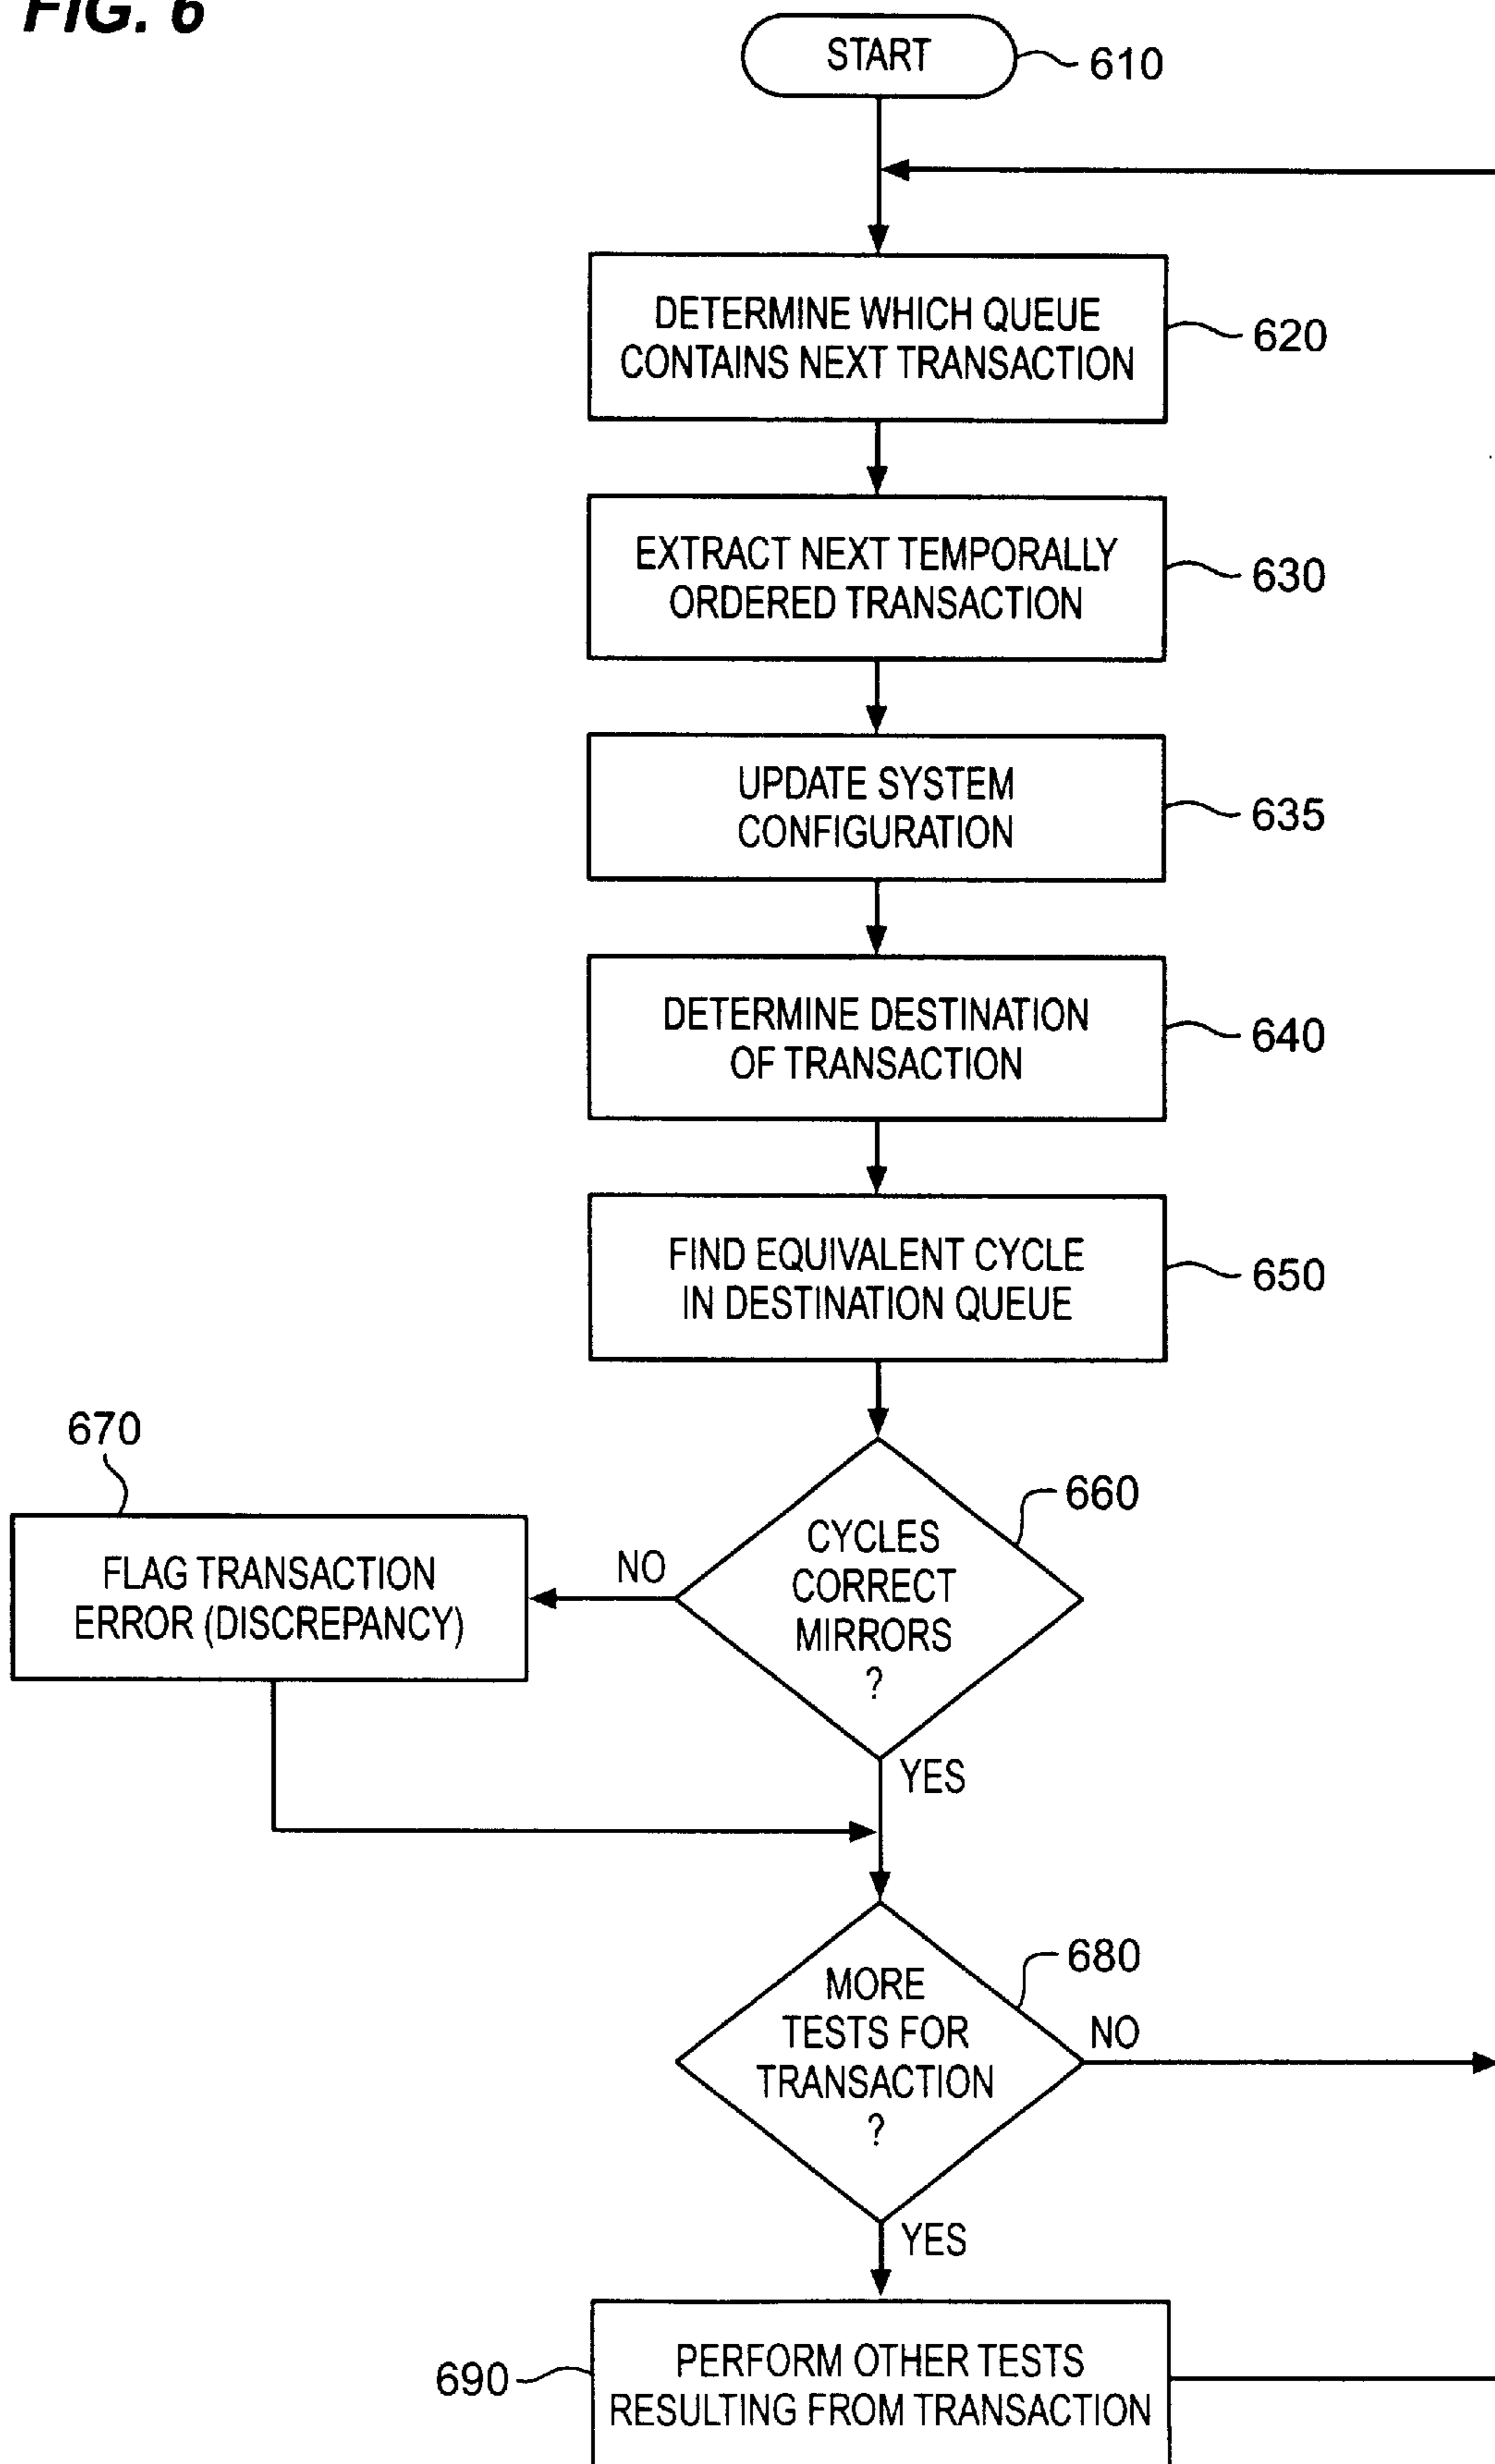 FIG. 6
START
610
DETERMINE WHICH QUEUE
CONTAINS NEXT TRANSACTION
620
EXTRACT NEXT TEMPORALLY
ORDERED TRANSACTION
630
UPDATE SYSTEM
CONFIGURATION
635
DETERMINE DESTINATION
OF TRANSACTION
640
FIND EQUIVALENT CYCLE
IN DESTINATION QUEUE
650
670
FLAG TRANSACTION
ERROR (DISCREPANCY)
NO
660
CYCLES
CORRECT
MIRRORS
?
YES
680
MORE
TESTS FOR
TRANSACTION
?
NO
YES
690
PERFORM OTHER TESTS
RESULTING FROM TRANSACTION